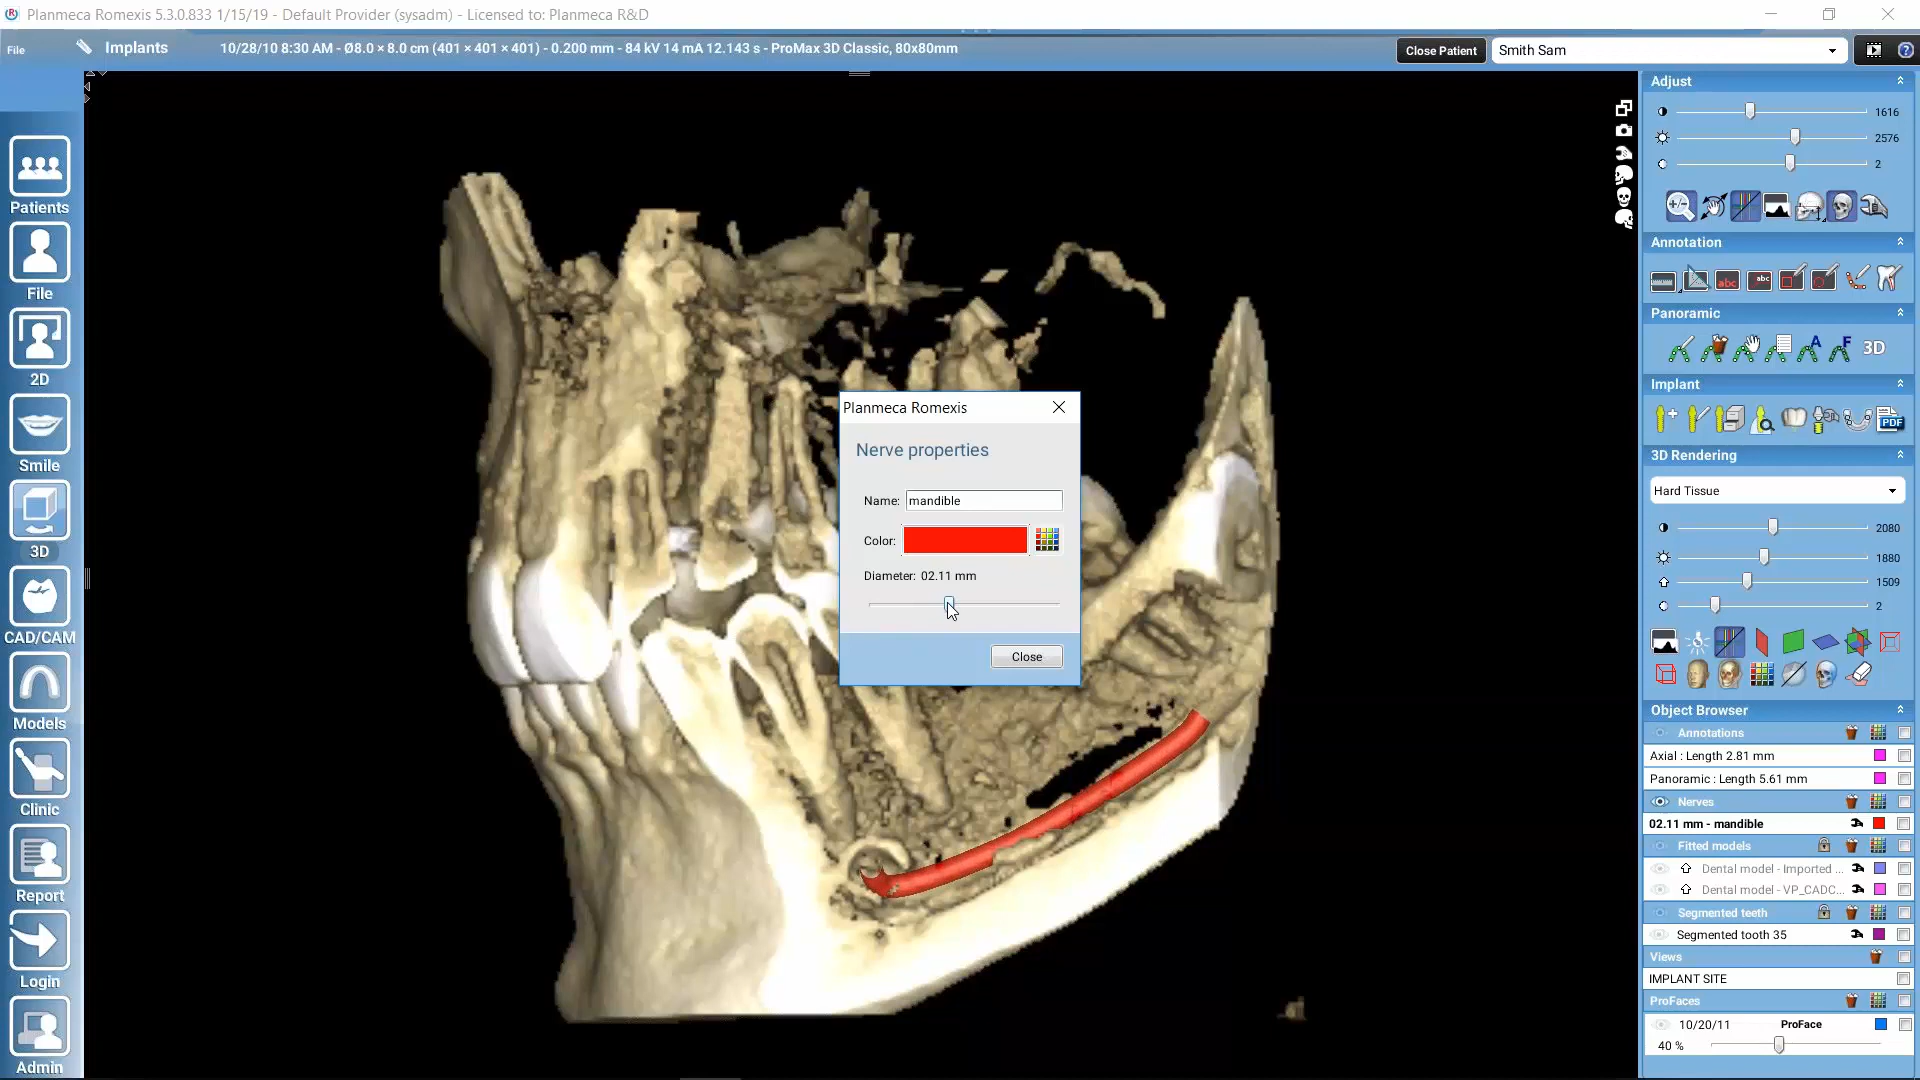 Planmeca Romexis 5.3.0.833 1/15/19 - Default Provider (sysadm) - Licensed to: Planmeca R&D
File
Implants
10/28/10 8:30 AM - Ø8.0 × 8.0 cm (401 × 401 × 401) - 0.200 mm - 84 kV 14 mA 12.143 s - ProMax 3D Classic, 80x80mm
Close Patient
Smith Sam
Patients
File
2D
Smile
3D
CAD/CAM
Models
Clinic
Report
Login
Admin
Planmeca Romexis
Nerve properties
Name: mandible
Color:
Diameter: 02.11 mm
Close
Adjust
1616
2576
2
Annotation
abc
abc
Panoramic
A
F
3D
Implant
PDF
3D Rendering
Hard Tissue
2080
1880
1509
2
Object Browser
Annotations
Axial : Length 2.81 mm
Panoramic : Length 5.61 mm
Nerves
02.11 mm - mandible
Fitted models
Dental model - Imported ...
Dental model - VP_CADC...
Segmented teeth
Segmented tooth 35
Views
IMPLANT SITE
ProFaces
10/20/11 ProFace
40 %